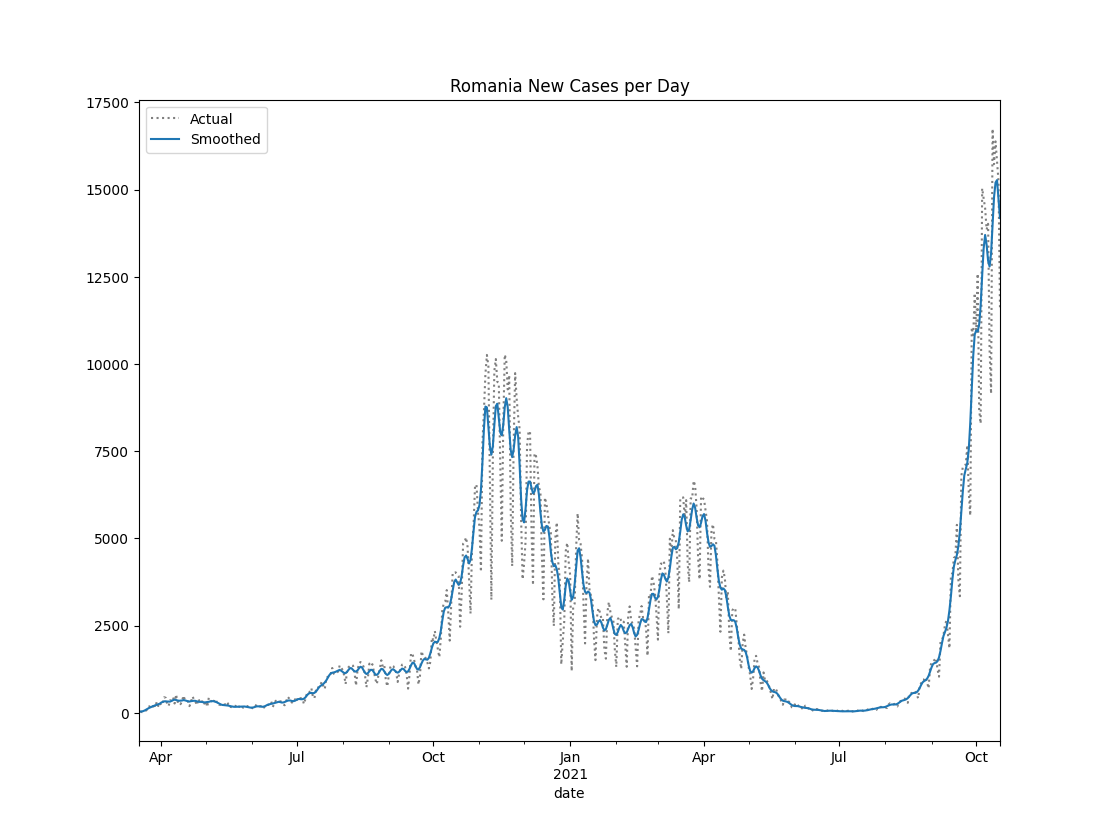 Romania New Cases per Day
17500
15000
12500
10000
7500
5000
2500
0
Actual
Smoothed
Apr Jul Oct Jan Apr Jul Oct
2021
date